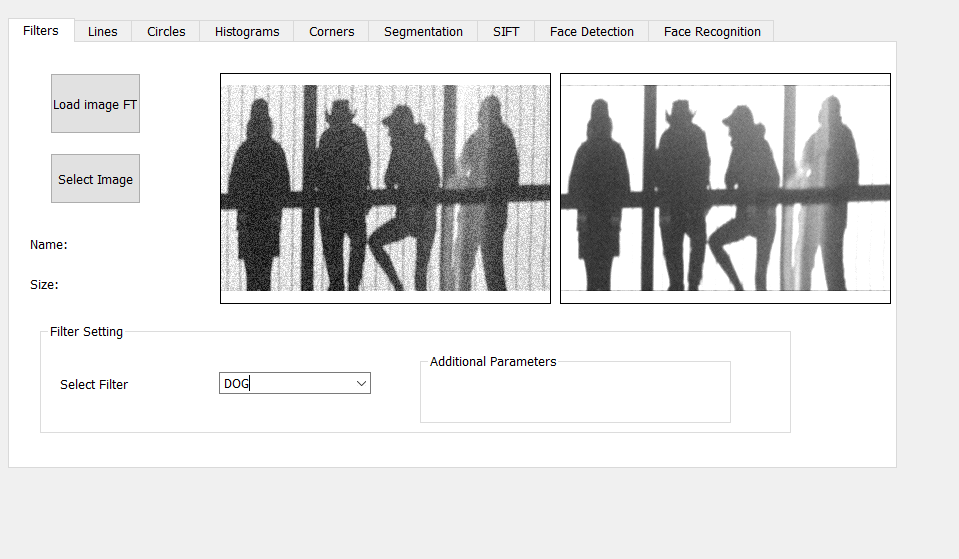 Filters Lines Circles Histograms Corners Segmentation SIFT Face Detection Face Recognition
Load image FT
Select Image
Name:
Size:
Filter Setting
Select Filter
DOG
Additional Parameters